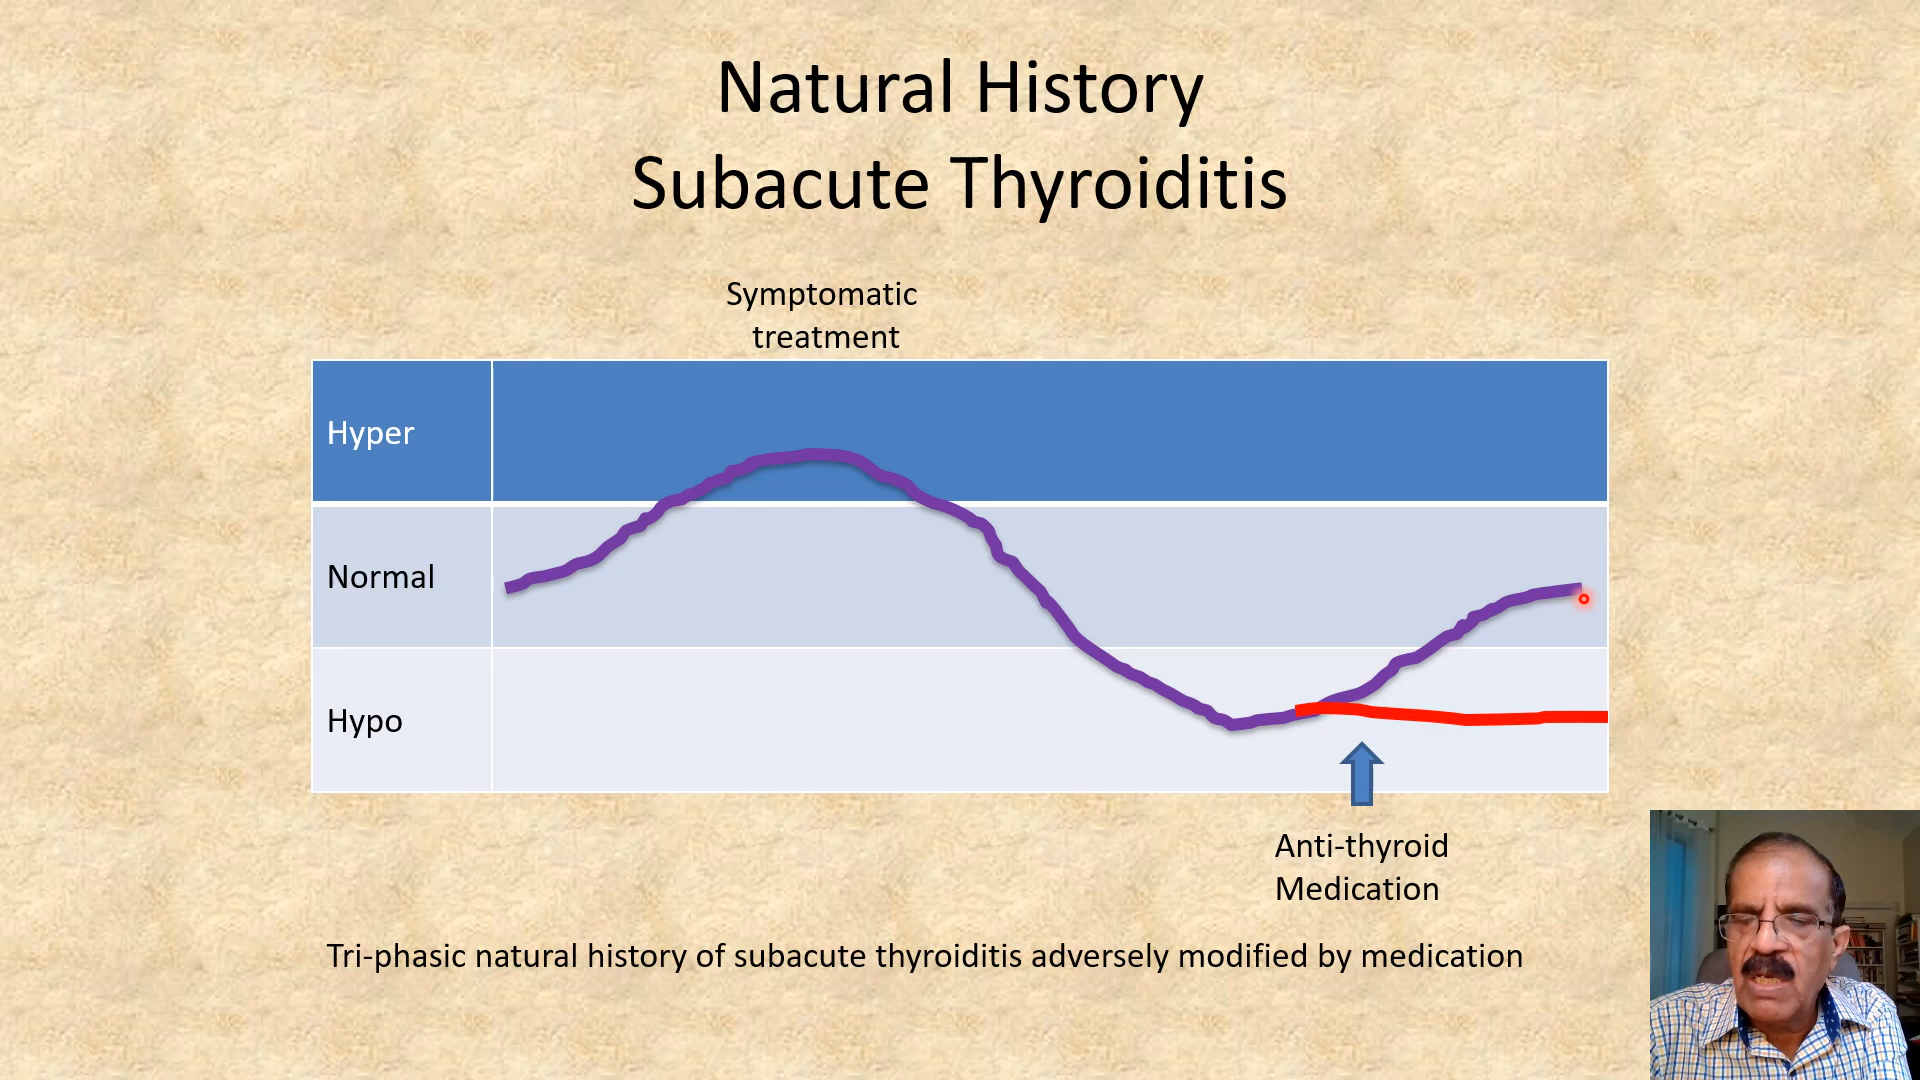 Natural History
Subacute Thyroiditis
Symptomatic
treatment
Hyper
Normal
Hypo
Anti-thyroid
Medication
Tri-phasic natural history of subacute thyroiditis adversely modified by medication